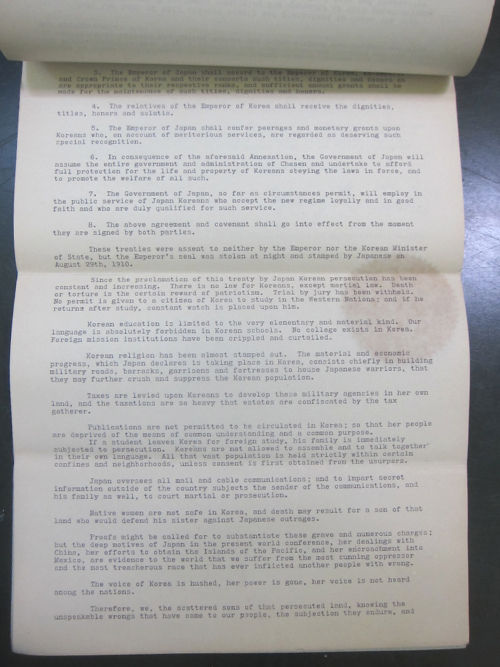 3. The Emperor of Japan shall accord to the Emperor of Korea,
and Crown Prince of Korea and their consorts such titles, dignities and honors as
are appropriate to their respective ranks, and sufficient annual grants shall be
made for the maintenance of such titles, dignities and honors.
4. The relatives of the Emperor of Korea shall receive the dignities,
titles, honors and
5. The Emperor of Japan shall confer peerages and monetary grants upon
Koreans who, on account of meritorious services, are regarded as deserving such
special recognition.
6. In consequence of the aforesaid Annexation, the Government of Japan will
assume the entire government and administration of Chosen and undertake to afford
full protection for the life and property of Koreans obeying the laws in force, and
to promote the welfare of all such.
7. The Government of Japan, so far as circumstances permit, will employ in
the public service of Japan Koreans who accept the new regime loyally and in good
faith and who are duly qualified for such service.
8. The above agreement and covenant shall go into effect from the moment
they are signed by both parties.
These treaties were assent to neither by the Emperor nor the Korean Minister
of State, but the Emperor's seal was stolen at night and stamped by Japanese on
August 29th, 1910.
Since the proclamation of this treaty by Japan Korean persecution has been
constant and increasing. There is no law for Koreans, except martial law. Death
or torture is the certain reward of patriotism. Trial by jury has been withheld.
No permit is given to a citizen of Korea to study in the Western Nations; and if he
returns after study, constant watch is placed upon him.
Korean education is limited to the very elementary and material kind. Our
language is absolutely forbidden in Korean schools. No college exists in Korea.
Foreign mission institutions have been crippled and curtailed.
Korean religion has been almost stamped out. The material and economic
progress, which Japan declares is taking place in Korea, consists chiefly in building
military roads, barracks, garrisons and fortresses to house Japanese warriors, that
they may further crush and suppress the Korean population.
Taxes are levied upon Koreans to develop these military agencies in her own
land, and the taxations are so heavy that estates are confiscated by the tax
gatherer.
Publications are not permitted to be circulated in Korea; so that her people
are deprived of the means of common understanding and a common purpose.
If a student leaves Korea for foreign study, his family is immediately
subjected to persecution. Koreans are not allowed to assemble and to talk together
in their own language. All that vast population is held strictly within certain
confines and neighborhoods, unless consent is first obtained from the usurpers.
Japan oversees all mail and cable communications; and to impart secret
information outside of the country subjects the sender of the communications, and
his family as well, to court martial or prosecution.
Native women are not safe in Korea, and death may result for a son of that
land who would defend his sister against Japanese outrages.
Proofs might be called for to substantiate these grave and numerous charges;
but the deep motives of Japan in the present world conference, her dealings with
China, her efforts to obtain the Islands of the Pacific, and her encroachment into
Mexico, are evidence to the world that we suffer from the most cunning oppressor
and the most treacherous race that has ever inflicted another people with wrong.
The voice of Korea is hushed, her power is gone, her voice is not heard
among the nations.
Therefore, we, the scattered sons of that persecuted land, knowing the
unspeakable wrongs that have come to our people, the subjection they endure, and